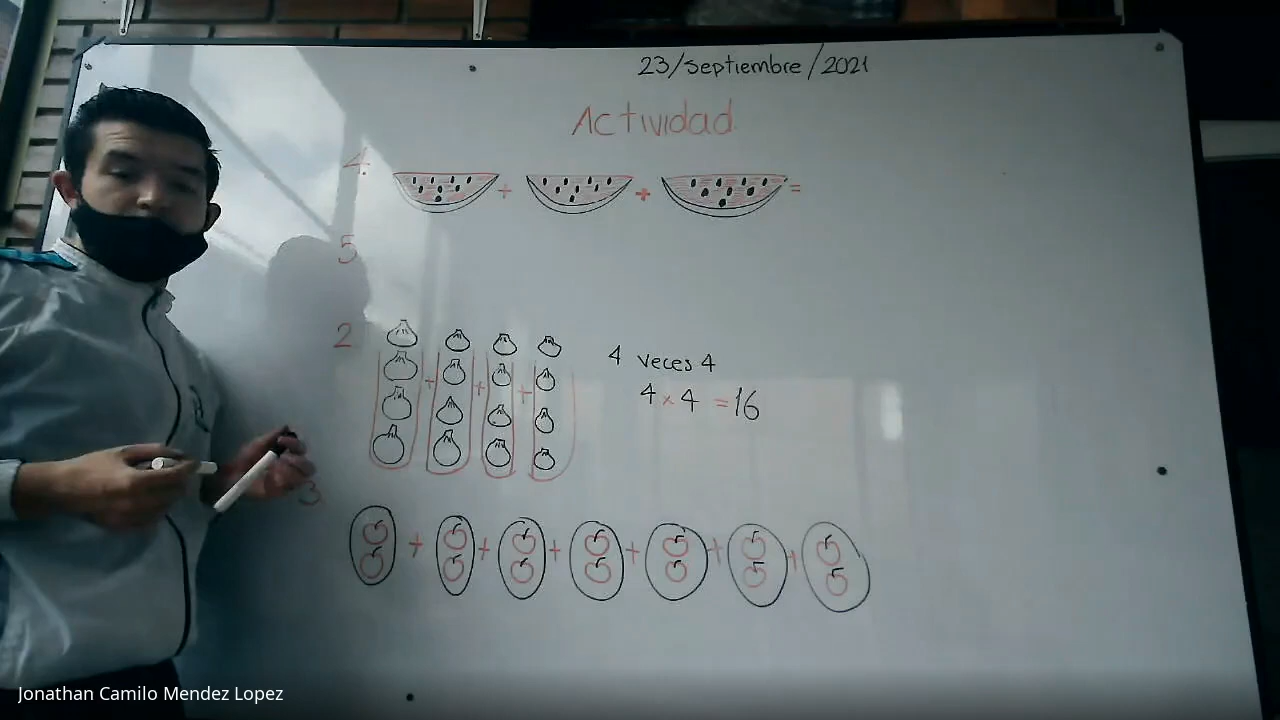 23/Septiembre/2021
Actividad
4 + + =
5
2 + + + 4 veces 4
4 x 4 = 16
3 + + + + + +
Jonathan Camilo Mendez Lopez